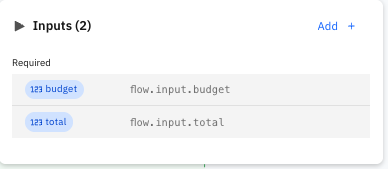 Inputs (2)
Add +
Required
123 budget flow.input.budget
123 total flow.input.total